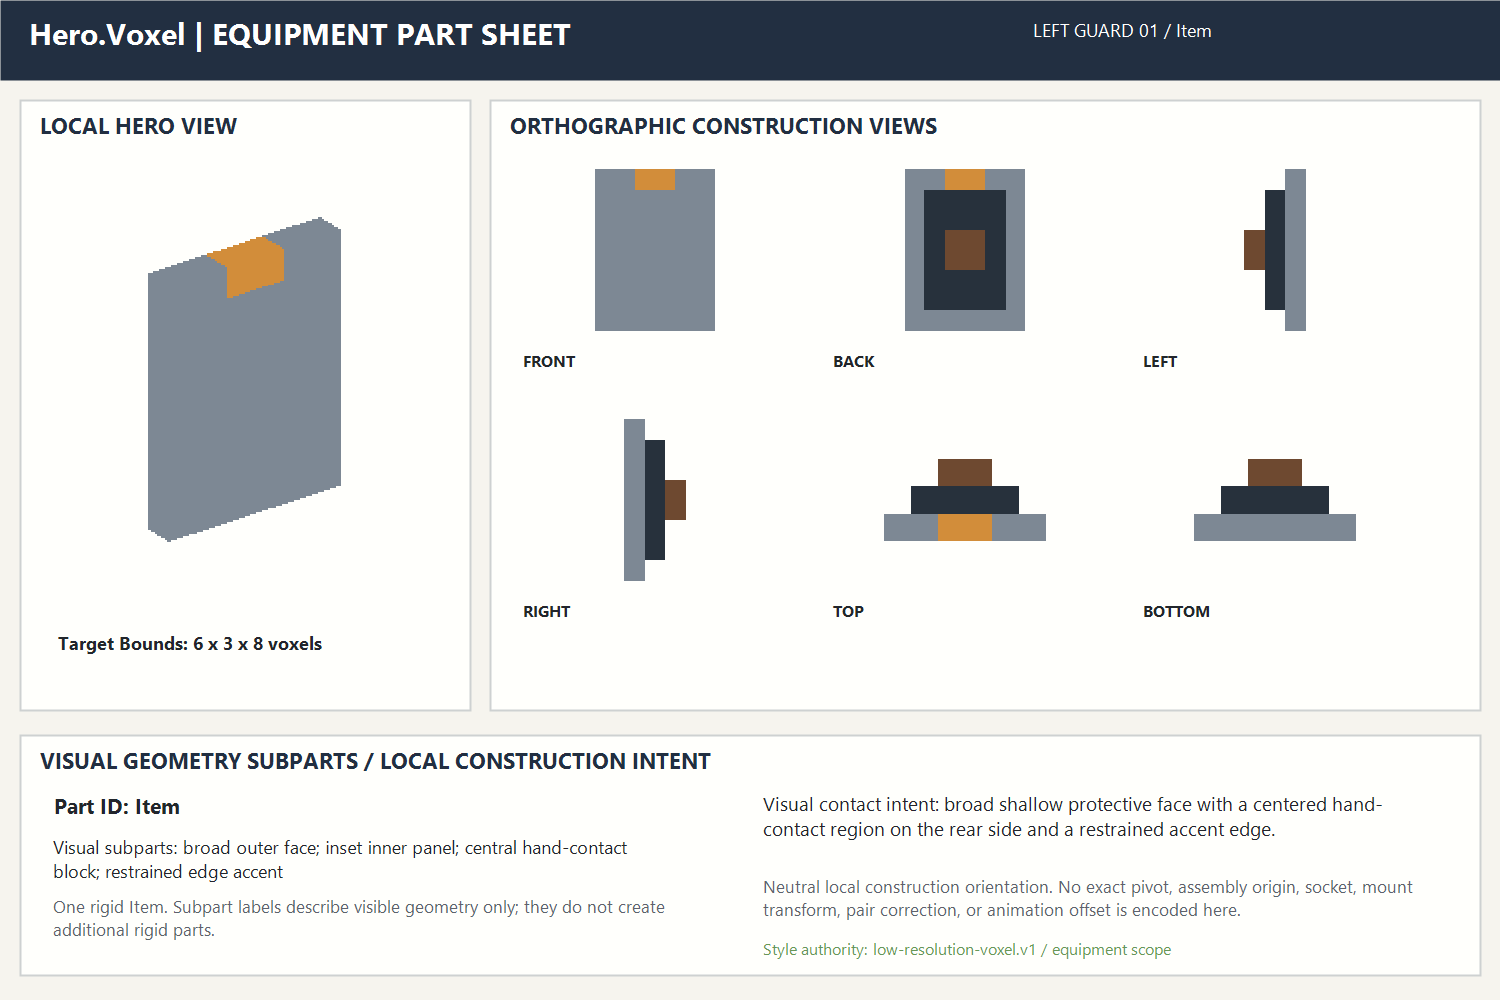 Hero.Voxel | EQUIPMENT PART SHEET
LEFT GUARD 01 / Item
LOCAL HERO VIEW
Target Bounds: 6 x 3 x 8 voxels
ORTHOGRAPHIC CONSTRUCTION VIEWS
FRONT
BACK
LEFT
RIGHT
TOP
BOTTOM
VISUAL GEOMETRY SUBPARTS / LOCAL CONSTRUCTION INTENT
Part ID: Item
Visual subparts: broad outer face; inset inner panel; central hand-contact
block; restrained edge accent
One rigid Item. Subpart labels describe visible geometry only; they do not create
additional rigid parts.
Visual contact intent: broad shallow protective face with a centered hand-
contact region on the rear side and a restrained accent edge.
Neutral local construction orientation. No exact pivot, assembly origin, socket, mount
transform, pair correction, or animation offset is encoded here.
Style authority: low-resolution-voxel.v1 / equipment scope